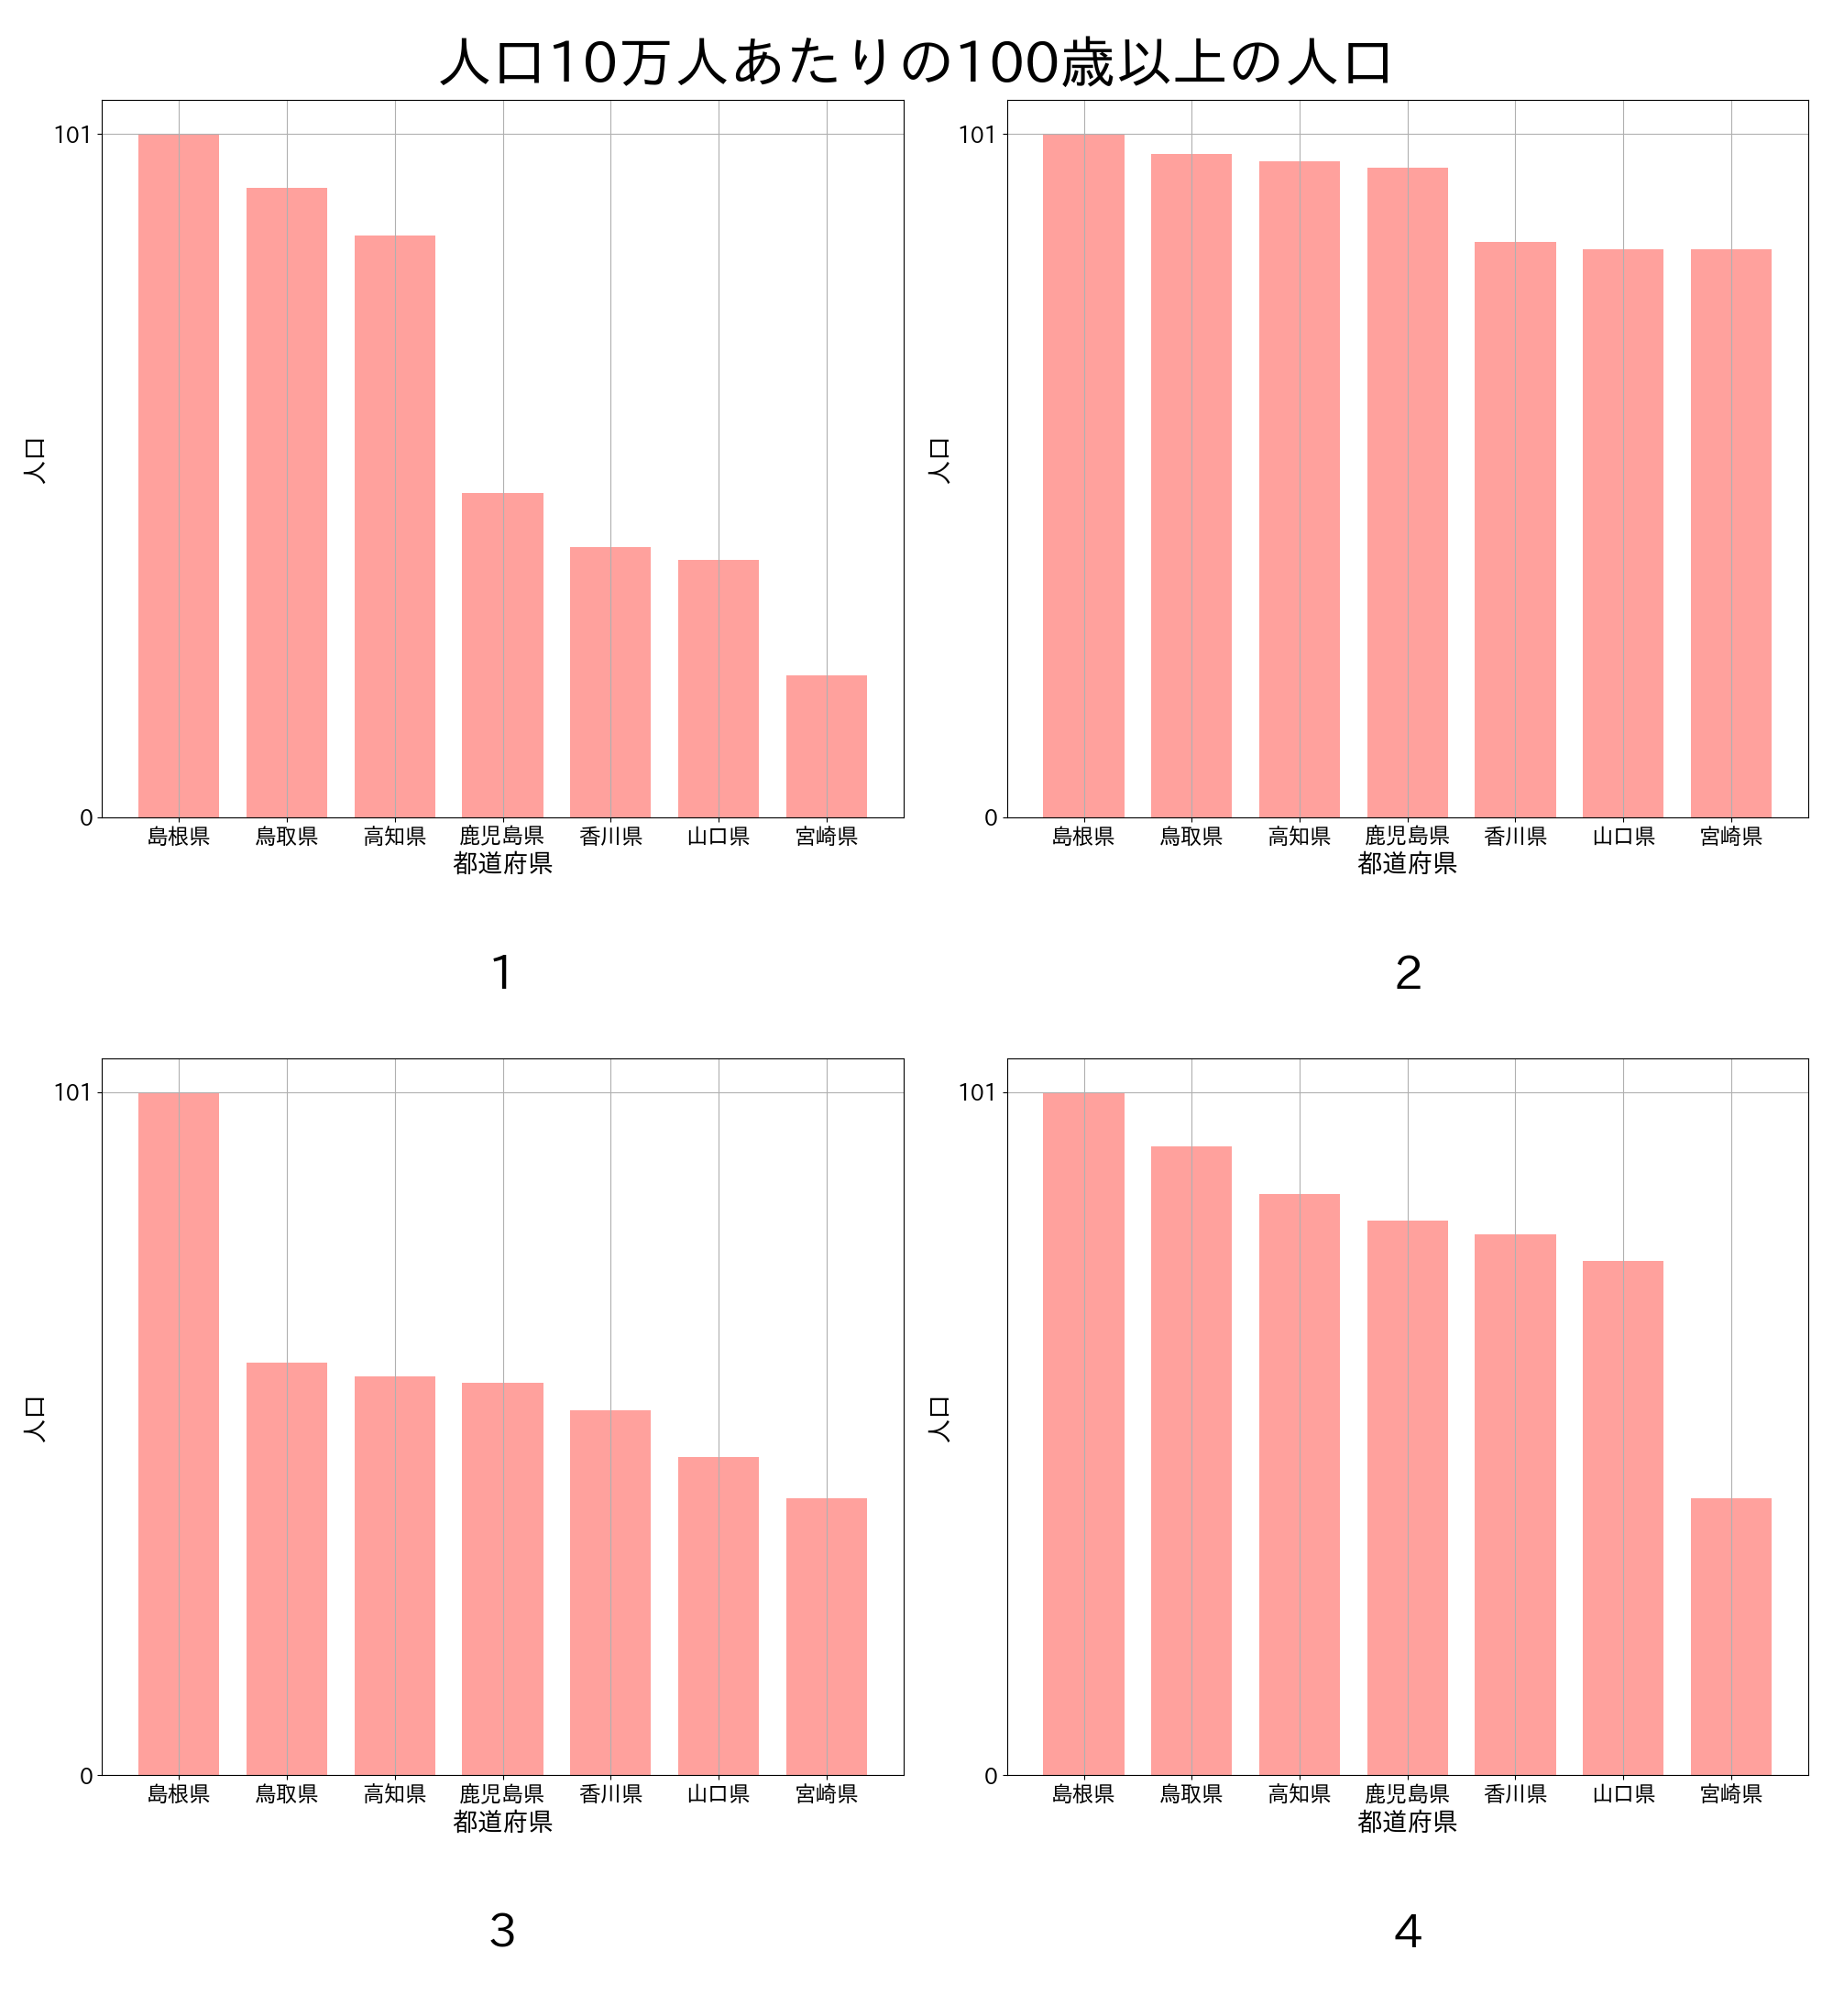 人口10万人あたりの100歳以上の人口
101
0
人口
島根県 鳥取県 高知県 鹿児島県 香川県 山口県 宮崎県
都道府県
1
101
0
人口
島根県 鳥取県 高知県 鹿児島県 香川県 山口県 宮崎県
都道府県
2
101
0
人口
島根県 鳥取県 高知県 鹿児島県 香川県 山口県 宮崎県
都道府県
3
101
0
人口
島根県 鳥取県 高知県 鹿児島県 香川県 山口県 宮崎県
都道府県
4